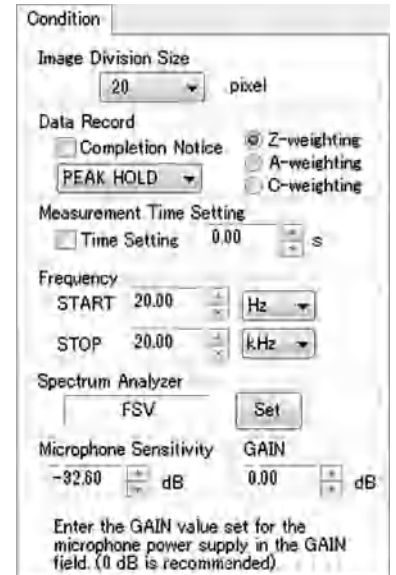 Condition
Image Division Size
20 pixel
Data Record
Completion Notice
Z-weighting
A-weighting
C-weighting
PEAK HOLD
Measurement Time Setting
Time Setting 0.00 s
Frequency
START 20.00 Hz
STOP 20.00 kHz
Spectrum Analyzer
FSV Set
Microphone Sensitivity GAIN
-32.60 dB 0.00 dB
Enter the GAIN value set for the
microphone power supply in the GAIN
field. (0 dB is recommended)